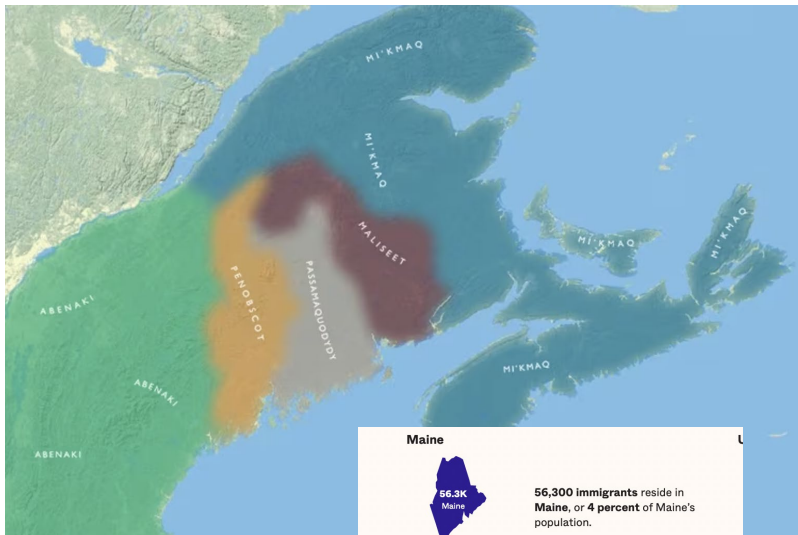 MI'KMAQ
MI'KMAQ
MI'KMAQ
MI'KMAQ
MALISEET
PENOBSCOT
PASSAMAQUODYDY
ABENAKI
MI'KMAQ
ABENAKI
ABENAKI
Maine
U
56.3K
Maine
56,300 immigrants reside in
Maine, or 4 percent of Maine's
population.